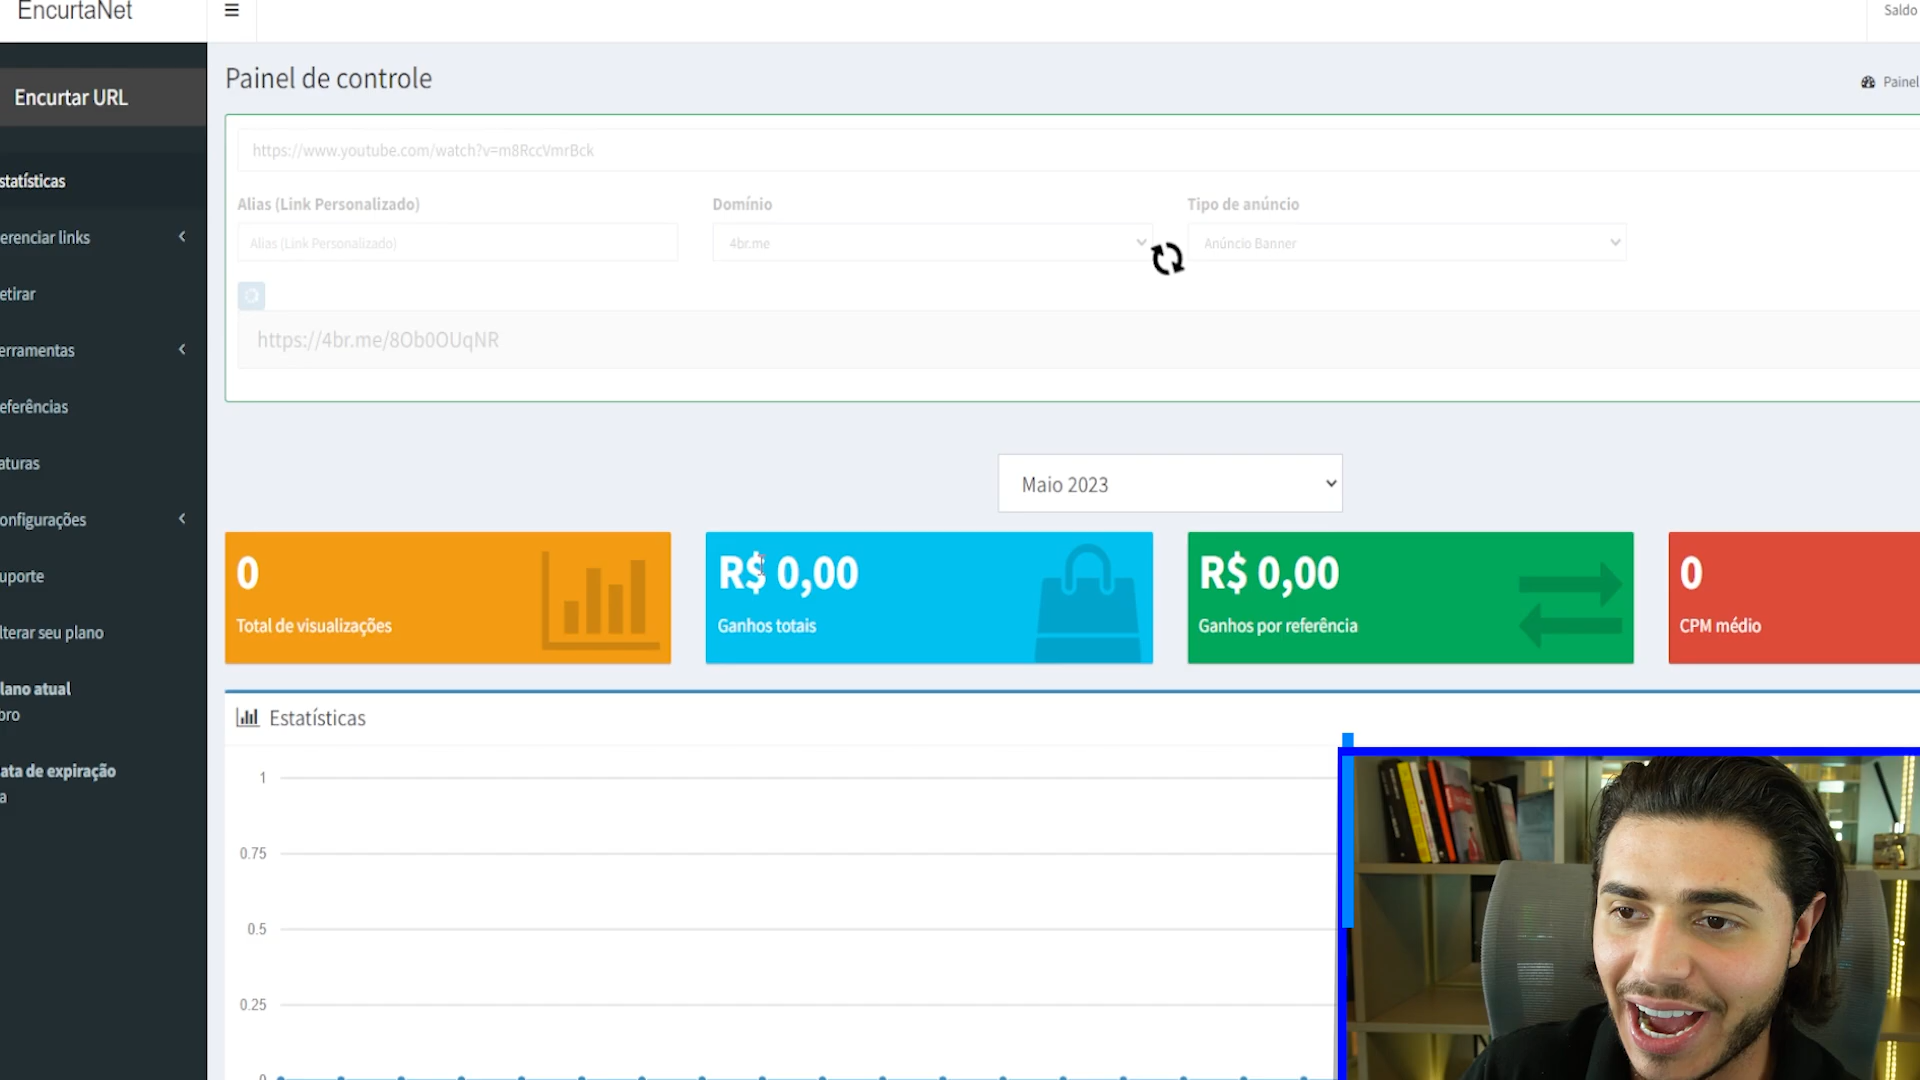 EncurtaNet
Saldo
Painel de controle
Painel
Encurtar URL
https://www.youtube.com/watch?v=m8RccVmrBck
statísticas
Alias (Link Personalizado)
Domínio
Tipo de anúncio
erenciar links
Alias (Link Personalizado)
4br.me
Anúncio Banner
etirar
https://4br.me/8Ob0OUqNR
erramentas
eferências
aturas
Maio 2023
onfigurações
0
R$ 0,00
R$ 0,00
0
uporte
Total de visualizações
Ganhos totais
Ganhos por referência
CPM médio
lterar seu plano
lano atual
oro
Estatísticas
ata de expiração
a
1
0.75
0.5
0.25
0